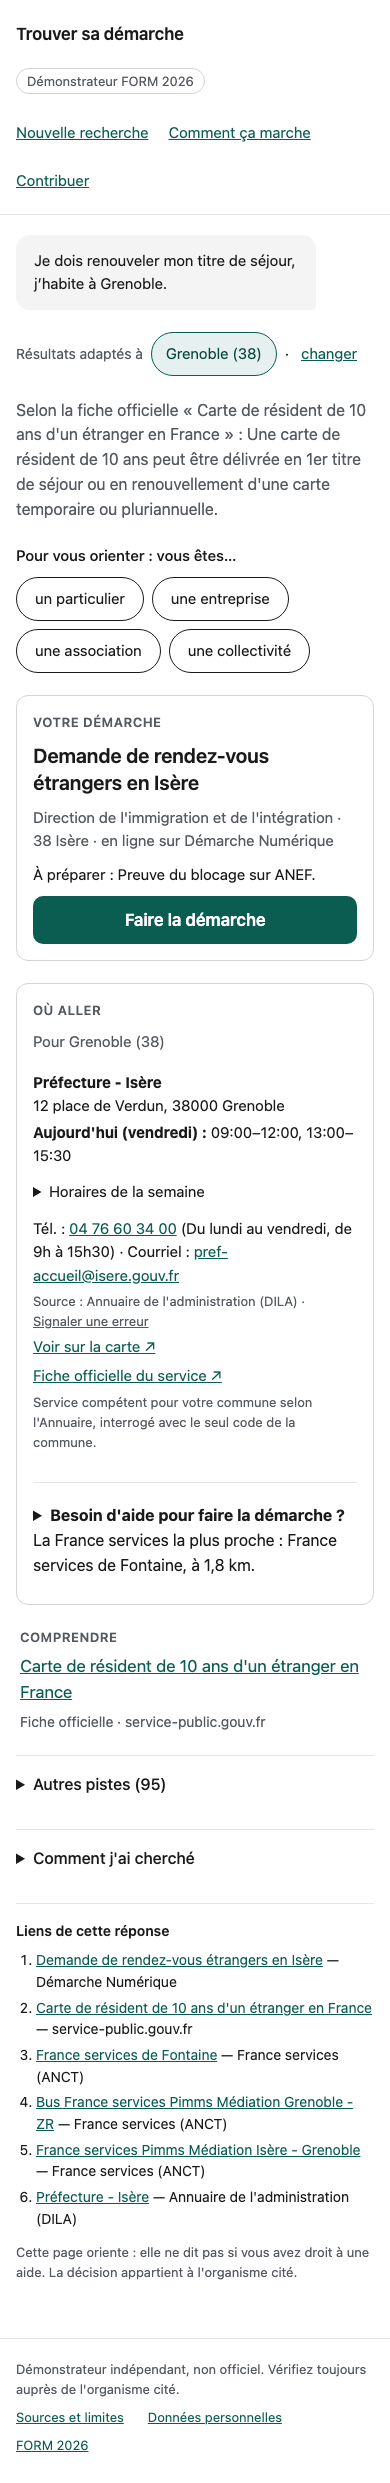 Trouver sa démarche
Démonstrateur FORM 2026
Nouvelle recherche Comment ça marche
Contribuer
Je dois renouveler mon titre de séjour,
j’habite à Grenoble.
Résultats adaptés à Grenoble (38) · changer
Selon la fiche officielle « Carte de résident de 10
ans d'un étranger en France » : Une carte de
résident de 10 ans peut être délivrée en 1er titre
de séjour ou en renouvellement d'une carte
temporaire ou pluriannuelle.
Pour vous orienter : vous êtes...
un particulier une entreprise
une association une collectivité
VOTRE DÉMARCHE
Demande de rendez-vous
étrangers en Isère
Direction de l'immigration et de l'intégration ·
38 Isère · en ligne sur Démarche Numérique
À préparer : Preuve du blocage sur ANEF.
Faire la démarche
OÙ ALLER
Pour Grenoble (38)
Préfecture - Isère
12 place de Verdun, 38000 Grenoble
Aujourd'hui (vendredi) : 09:00–12:00, 13:00–
15:30
▶ Horaires de la semaine
Tél. : 04 76 60 34 00 (Du lundi au vendredi, de
9h à 15h30) · Courriel : pref-
accueil@isere.gouv.fr
Source : Annuaire de l'administration (DILA) ·
Signaler une erreur
Voir sur la carte ↗
Fiche officielle du service ↗
Service compétent pour votre commune selon
l'Annuaire, interrogé avec le seul code de la
commune.
▶ Besoin d'aide pour faire la démarche ?
La France services la plus proche : France
services de Fontaine, à 1,8 km.
COMPRENDRE
Carte de résident de 10 ans d'un étranger en
France
Fiche officielle · service-public.gouv.fr
▶ Autres pistes (95)
▶ Comment j'ai cherché
Liens de cette réponse
1. Demande de rendez-vous étrangers en Isère —
Démarche Numérique
2. Carte de résident de 10 ans d'un étranger en France
— service-public.gouv.fr
3. France services de Fontaine — France services
(ANCT)
4. Bus France services Pimms Médiation Grenoble -
ZR — France services (ANCT)
5. France services Pimms Médiation Isère - Grenoble
— France services (ANCT)
6. Préfecture - Isère — Annuaire de l'administration
(DILA)
Cette page oriente : elle ne dit pas si vous avez droit à une
aide. La décision appartient à l'organisme cité.
Démonstrateur indépendant, non officiel. Vérifiez toujours
auprès de l'organisme cité.
Sources et limites Données personnelles
FORM 2026